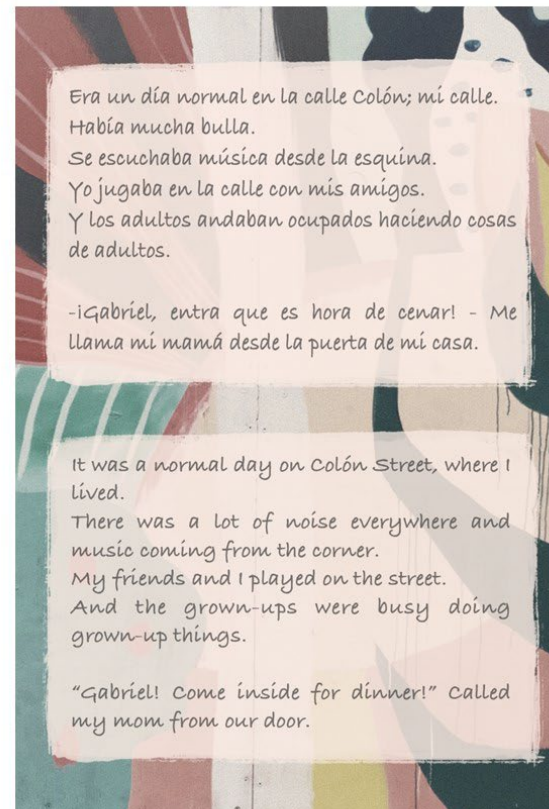 Era un día normal en la calle Colón; mi calle.
Había mucha bulla.
Se escuchaba música desde la esquina.
Yo jugaba en la calle con mis amigos.
Y los adultos andaban ocupados haciendo cosas
de adultos.
-¡Gabriel, entra que es hora de cenar! - Me
llama mi mamá desde la puerta de mi casa.
It was a normal day on Colón Street, where I
lived.
There was a lot of noise everywhere and
music coming from the corner.
My friends and I played on the street.
And the grown-ups were busy doing
grown-up things.
“Gabriel! Come inside for dinner!” Called
my mom from our door.